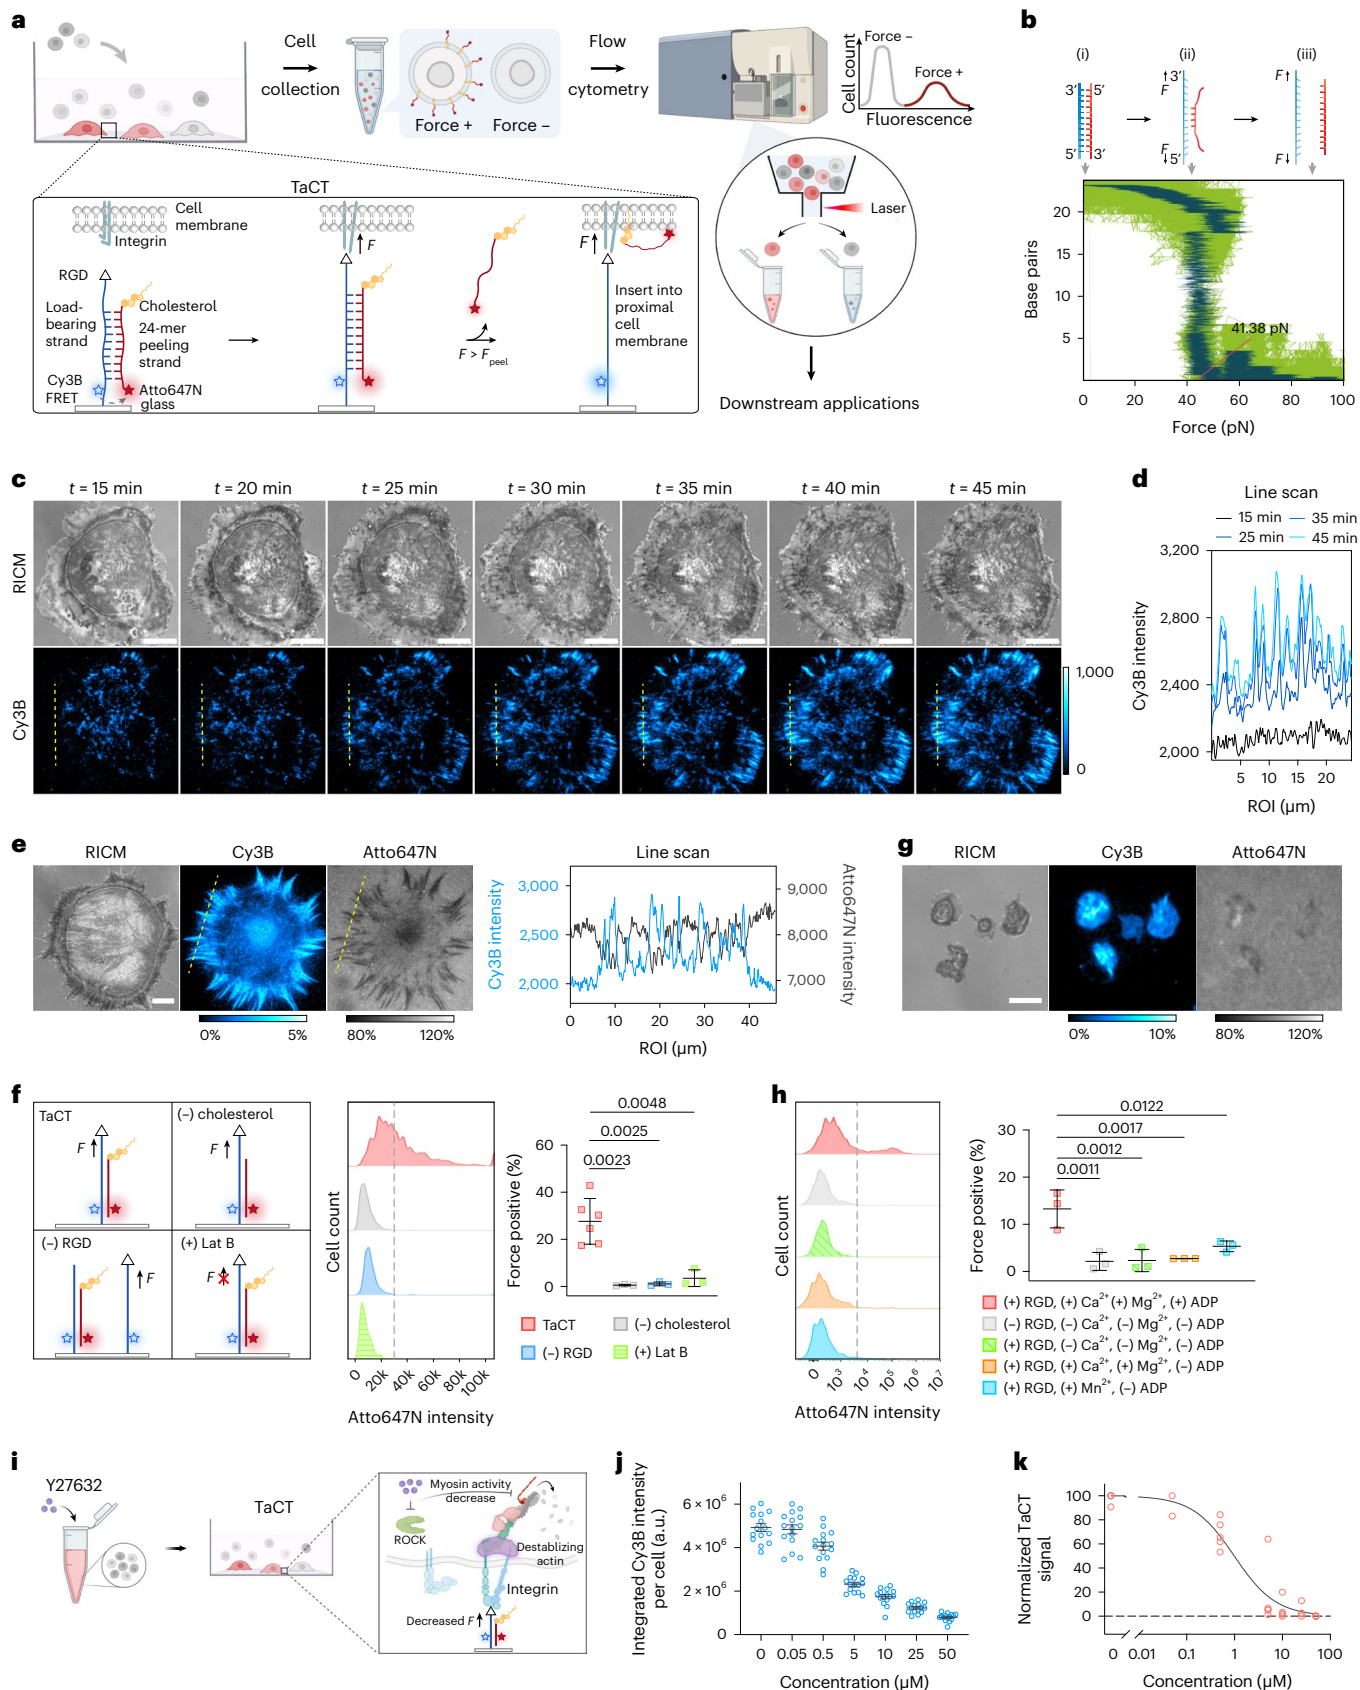 a
Cell
collection
Force +
Force –
Flow
cytometry
Cell count
Force –
Force +
Fluorescence
Laser
Downstream applications
TaCT
Cell
membrane
Integrin
RGD
Load-
bearing
strand
Cholesterol
24-mer
peeling
strand
Cy3B
FRET
Atto647N
glass
F
F > Fpeel
F
Insert into
proximal
cell
membrane
b
(i)
(ii)
(iii)
3′
5′
5′
3′
3′
F
F
5′
F
F
Base pairs
20
15
10
5
41.38 pN
0
20
40
60
80
100
Force (pN)
c
t = 15 min
t = 20 min
t = 25 min
t = 30 min
t = 35 min
t = 40 min
t = 45 min
RICM
Cy3B
1,000
0
d
Line scan
15 min
35 min
25 min
45 min
Cy3B intensity
3,200
2,800
2,400
2,000
5
10
15
20
ROI (µm)
e
RICM
Cy3B
Atto647N
0%
5%
80%
120%
Line scan
Cy3B intensity
3,000
2,500
2,000
9,000
8,000
7,000
Atto647N intensity
0
10
20
30
40
ROI (µm)
g
RICM
Cy3B
Atto647N
0%
10%
80%
120%
f
TaCT
F
(–) cholesterol
F
(–) RGD
F
(+) Lat B
F
Cell count
0
20k
40k
60k
80k
100k
Atto647N intensity
Force positive (%)
60
40
20
0
0.0048
0.0025
0.0023
TaCT
(–) cholesterol
(–) RGD
(+) Lat B
h
Cell count
0
10³
10⁴
10⁵
10⁶
10⁷
Atto647N intensity
Force positive (%)
30
20
10
0
0.0122
0.0017
0.0012
0.0011
(+) RGD, (+) Ca²⁺ (+) Mg²⁺, (+) ADP
(–) RGD, (–) Ca²⁺, (–) Mg²⁺, (–) ADP
(+) RGD, (–) Ca²⁺, (–) Mg²⁺, (–) ADP
(+) RGD, (+) Ca²⁺, (+) Mg²⁺, (–) ADP
(+) RGD, (+) Mn²⁺, (–) ADP
i
Y27632
TaCT
Myosin activity
decrease
ROCK
Destablizing
actin
Integrin
Decreased F
j
Integrated Cy3B intensity
per cell (a.u.)
6 × 10⁶
4 × 10⁶
2 × 10⁶
0
0
0.05
0.5
5
10
25
50
Concentration (µM)
k
Normalized TaCT
signal
100
80
60
40
20
0
0
0.01
0.1
1
10
100
Concentration (µM)